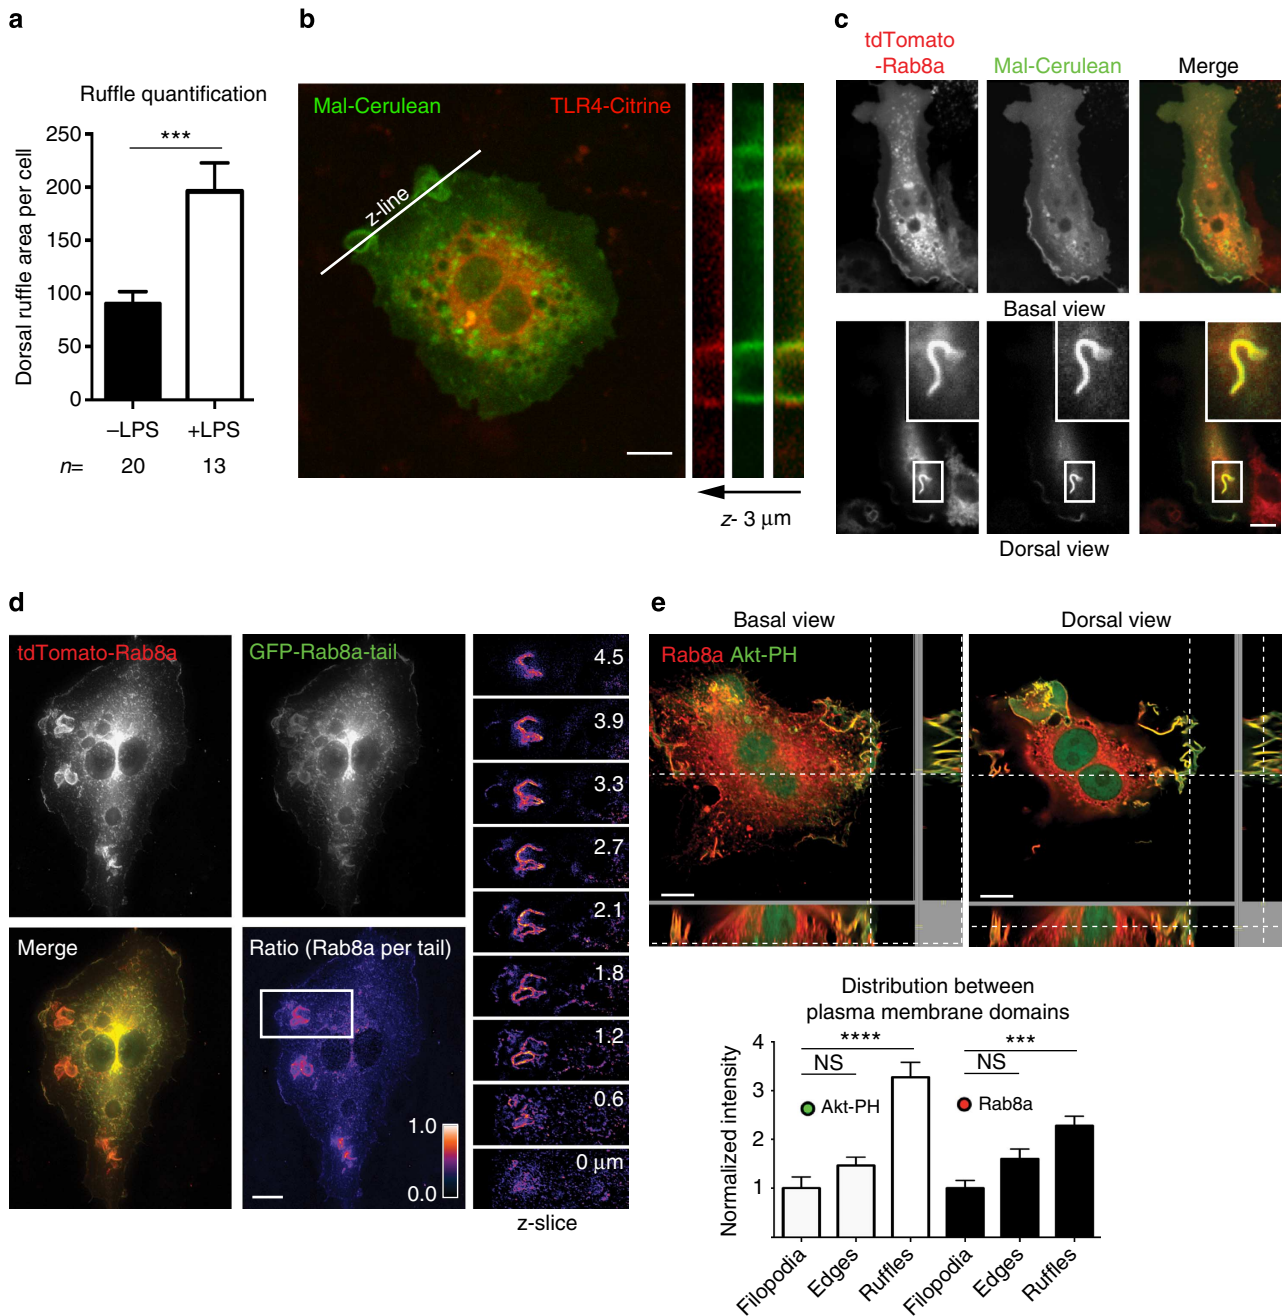 a
Ruffle quantification
Dorsal ruffle area per cell
250
200
150
100
50
0
***
–LPS
+LPS
n=
20
13
b
Mal-Cerulean
TLR4-Citrine
z-line
z- 3 μm
c
tdTomato
-Rab8a
Mal-Cerulean
Merge
Basal view
Dorsal view
d
tdTomato-Rab8a
GFP-Rab8a-tail
Merge
Ratio (Rab8a per tail)
1.0
0.0
4.5
3.9
3.3
2.7
2.1
1.8
1.2
0.6
0 μm
z-slice
e
Basal view
Dorsal view
Rab8a Akt-PH
Distribution between
plasma membrane domains
Normalized intensity
4
3
2
1
****
NS
***
NS
Akt-PH
Rab8a
Filopodia
Edges
Ruffles
Filopodia
Edges
Ruffles